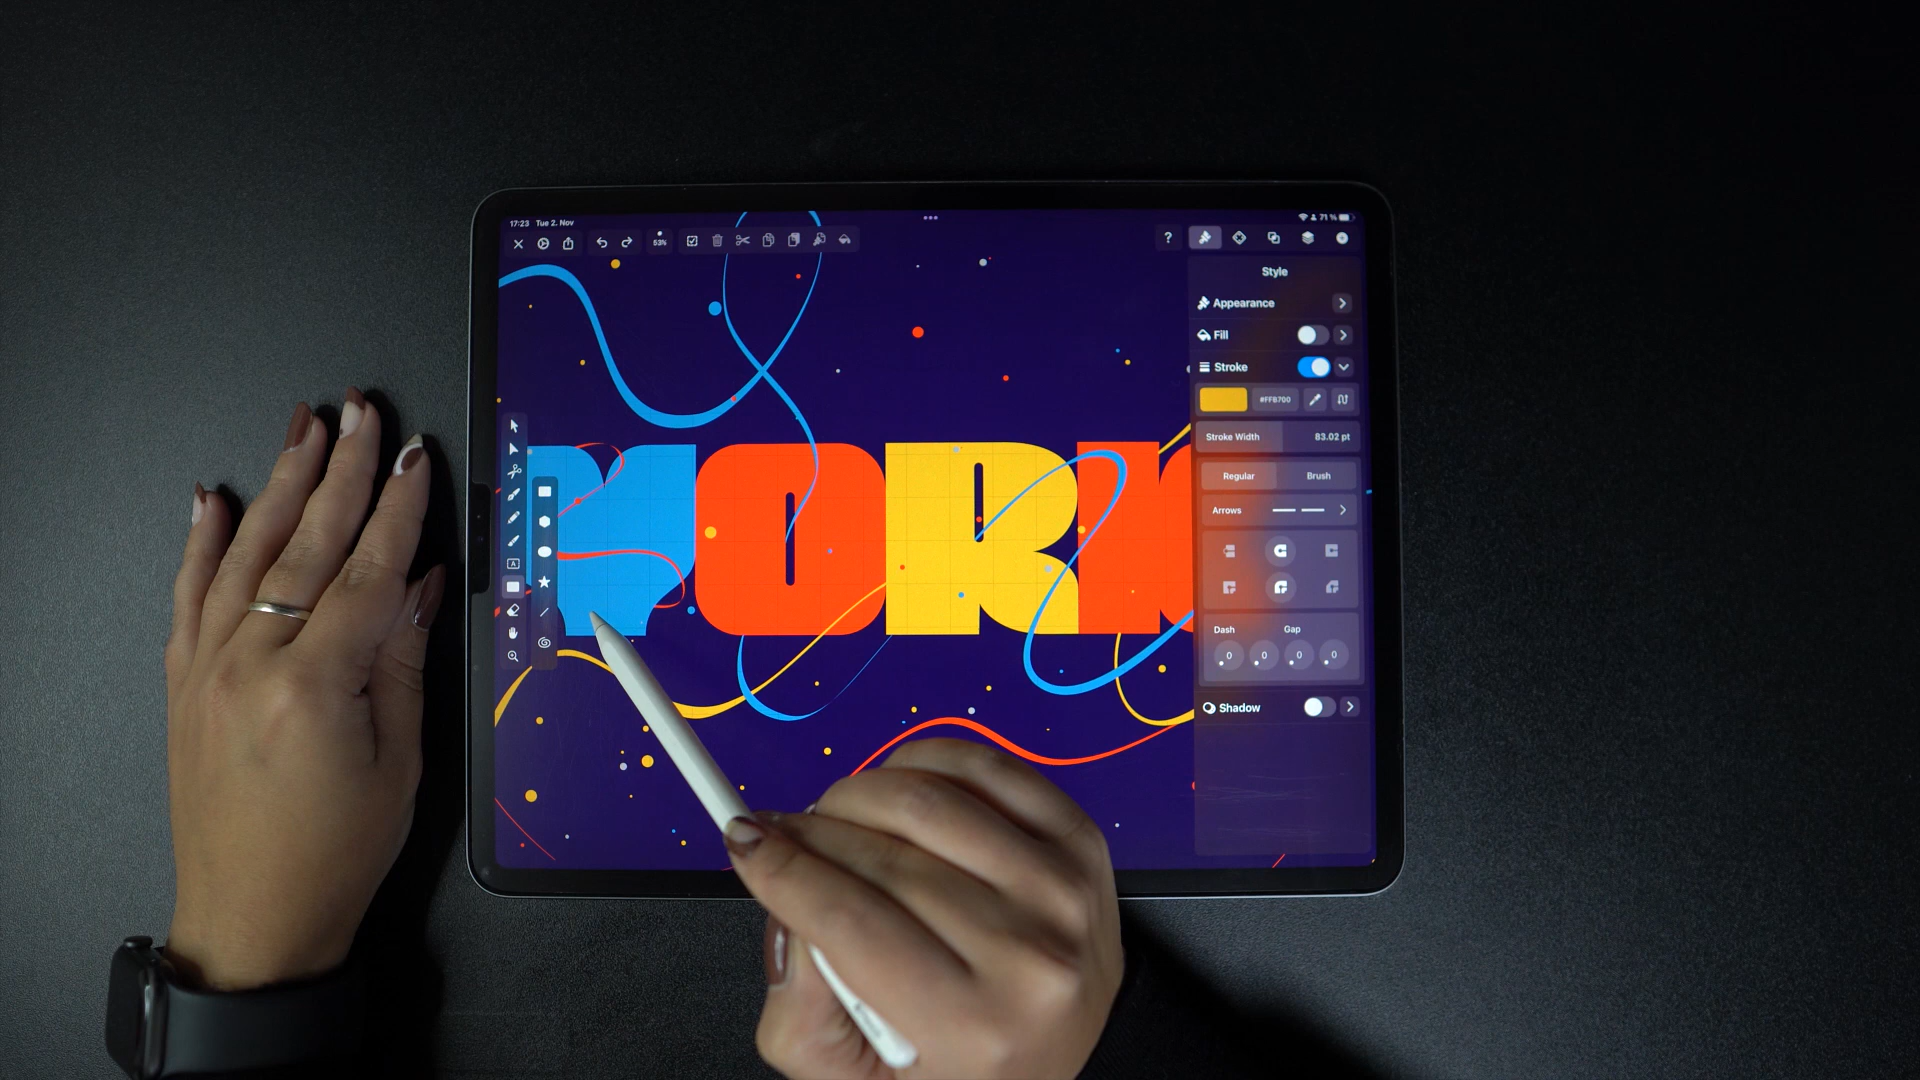 17:23 Tue 2. Nov
71 %
53%
?
Style
Appearance
Fill
Stroke
#FFB700
Stroke Width 83.02 pt
Regular Brush
Arrows
A
WORK
Dash Gap
0 0 0 0
Shadow